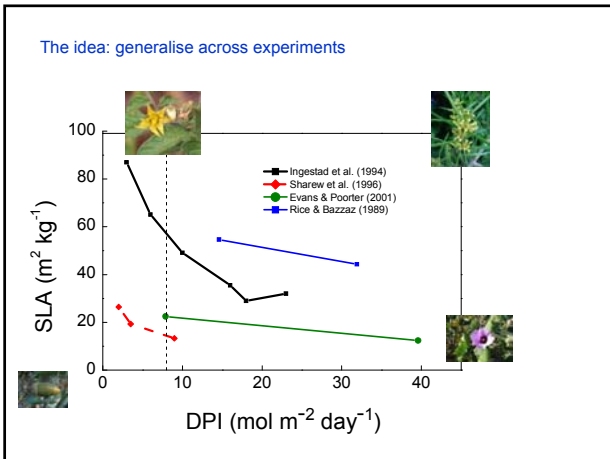 The idea: generalise across experiments
100
80
60
40
20
0
SLA (m² kg⁻¹)
Ingestad et al. (1994)
Sharew et al. (1996)
Evans & Poorter (2001)
Rice & Bazzaz (1989)
0 10 20 30 40
DPI (mol m⁻² day⁻¹)